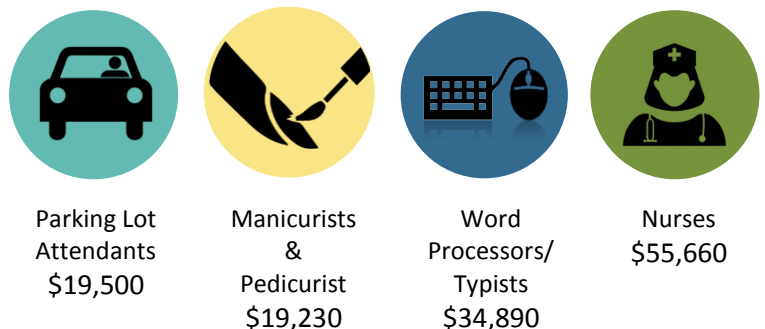 Parking Lot
Attendants
$19,500
Manicurists
&
Pedicurist
$19,230
Word
Processors/
Typists
$34,890
Nurses
$55,660